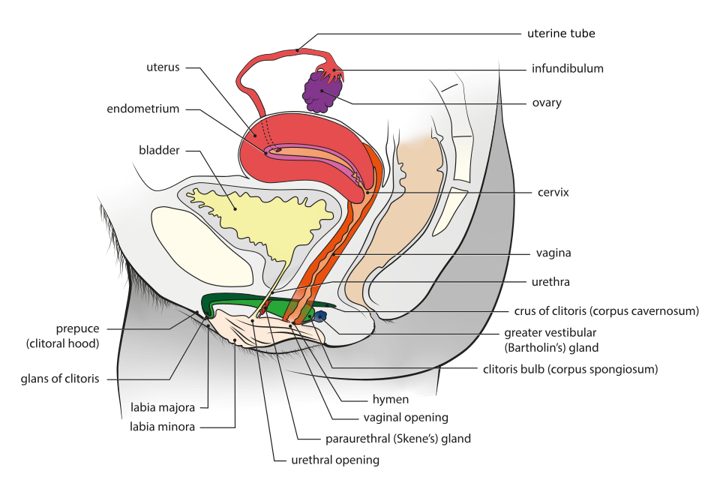 uterine tube
uterus
infundibulum
endometrium
ovary
bladder
cervix
vagina
urethra
crus of clitoris (corpus cavernosum)
prepuce
(clitoral hood)
greater vestibular
(Bartholin's) gland
clitoris bulb (corpus spongiosum)
glans of clitoris
hymen
labia majora
vaginal opening
labia minora
paraurethral (Skene's) gland
urethral opening